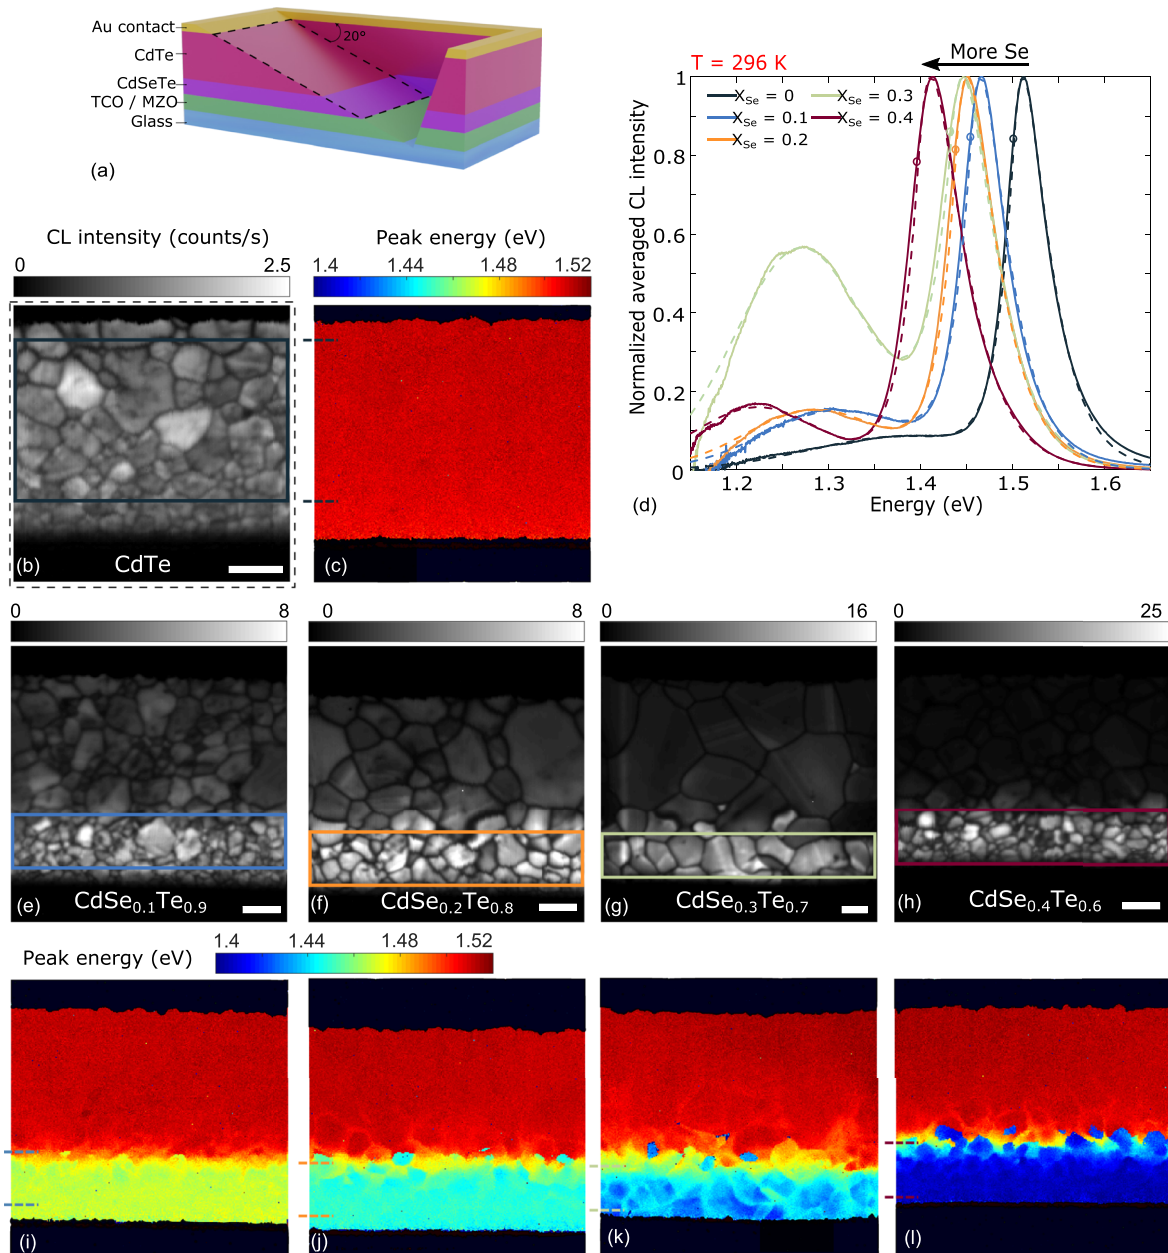 Au contact
CdTe
CdSeTe
TCO / MZO
Glass
20°
(a)
T = 296 K
More Se
X_Se = 0
X_Se = 0.1
X_Se = 0.2
X_Se = 0.3
X_Se = 0.4
Normalized averaged CL intensity
1
0.8
0.6
0.4
0.2
0
1.2 1.3 1.4 1.5 1.6
Energy (eV)
(d)
CL intensity (counts/s)
0 2.5
(b) CdTe
Peak energy (eV)
1.4 1.44 1.48 1.52
(c)
0 8
(e) CdSe0.1Te0.9
0 8
(f) CdSe0.2Te0.8
0 16
(g) CdSe0.3Te0.7
0 25
(h) CdSe0.4Te0.6
Peak energy (eV)
1.4 1.44 1.48 1.52
(i)
(j)
(k)
(l)